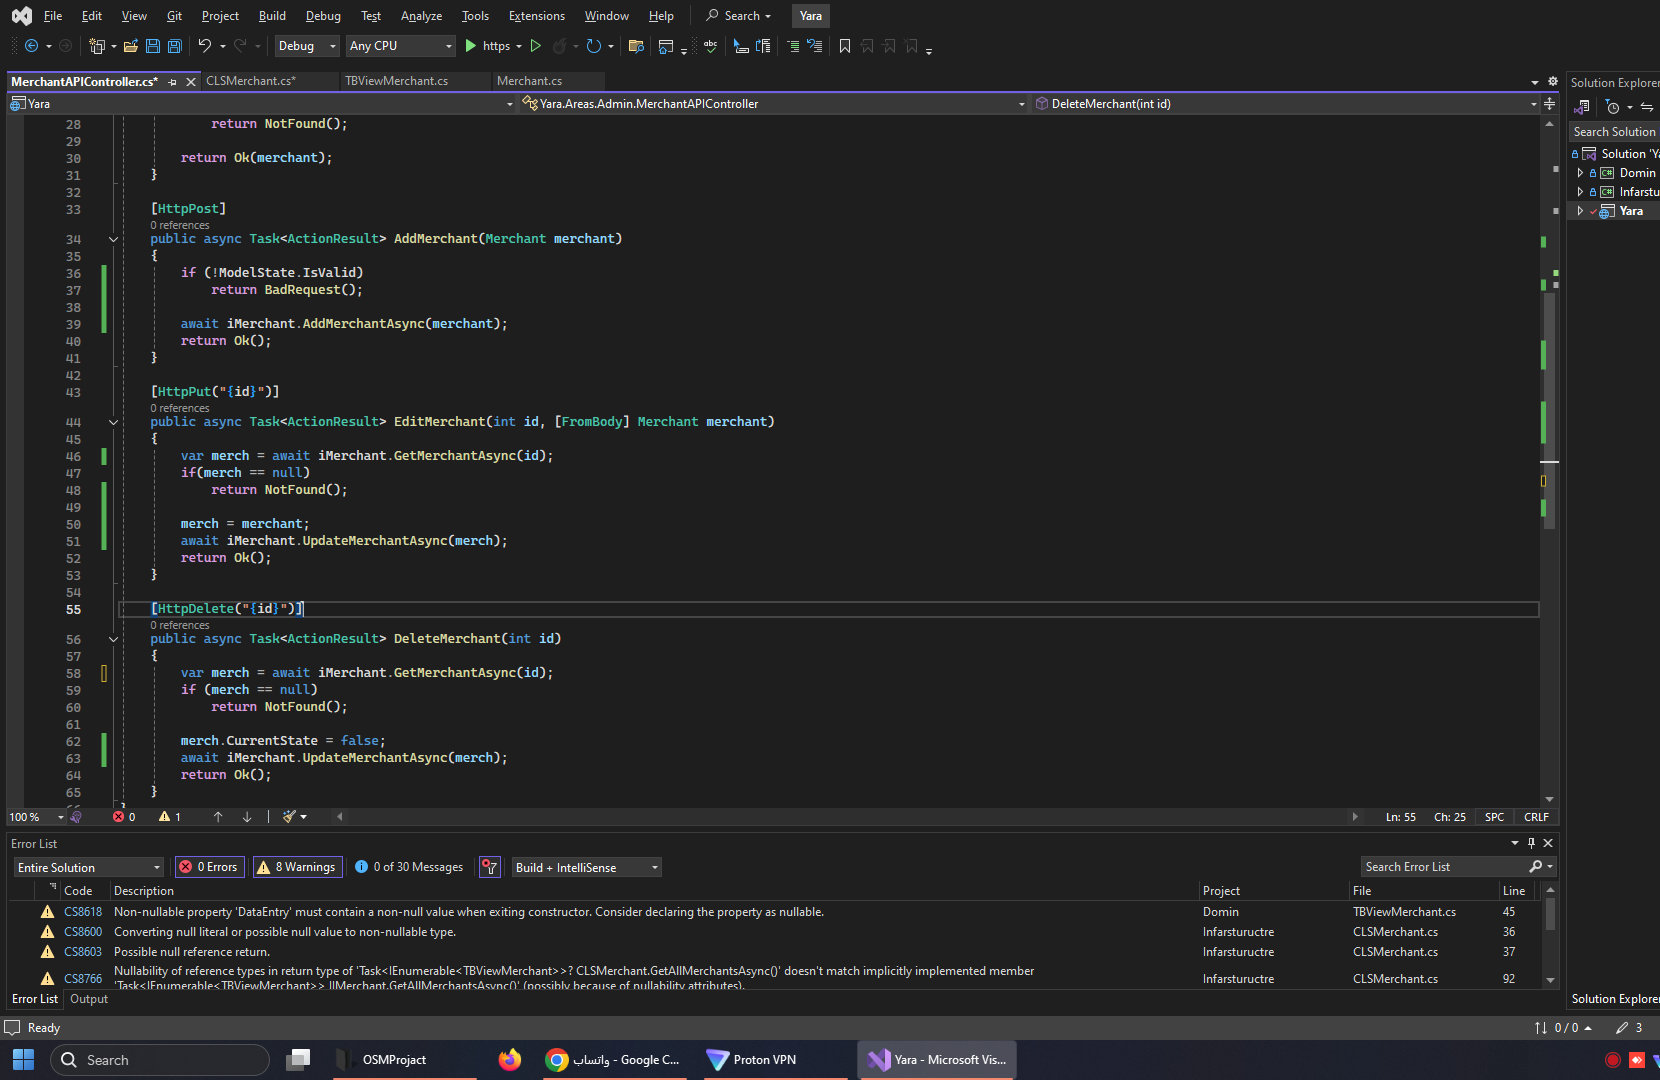 File Edit View Git Project Build Debug Test Analyze Tools Extensions Window Help Search Yara
Debug Any CPU https
MerchantAPIController.cs* CLSMerchant.cs* TBViewMerchant.cs Merchant.cs
Yara Yara.Areas.Admin.MerchantAPIController DeleteMerchant(int id)
28 return NotFound();
29
30 return Ok(merchant);
31 }
32
33 [HttpPost]
0 references
34 public async Task<ActionResult> AddMerchant(Merchant merchant)
35 {
36 if (!ModelState.IsValid)
37 return BadRequest();
38
39 await iMerchant.AddMerchantAsync(merchant);
40 return Ok();
41 }
42
43 [HttpPut("{id}")]
0 references
44 public async Task<ActionResult> EditMerchant(int id, [FromBody] Merchant merchant)
45 {
46 var merch = await iMerchant.GetMerchantAsync(id);
47 if(merch == null)
48 return NotFound();
49
50 merch = merchant;
51 await iMerchant.UpdateMerchantAsync(merch);
52 return Ok();
53 }
54
55 [HttpDelete("{id}")]
0 references
56 public async Task<ActionResult> DeleteMerchant(int id)
57 {
58 var merch = await iMerchant.GetMerchantAsync(id);
59 if (merch == null)
60 return NotFound();
61
62 merch.CurrentState = false;
63 await iMerchant.UpdateMerchantAsync(merch);
64 return Ok();
65 }
100 % 0 1 Ln: 55 Ch: 25 SPC CRLF
Error List
Entire Solution 0 Errors 8 Warnings 0 of 30 Messages Build + IntelliSense Search Error List
Code Description Project File Line
CS8618 Non-nullable property 'DataEntry' must contain a non-null value when exiting constructor. Consider declaring the property as nullable. Domin TBViewMerchant.cs 45
CS8600 Converting null literal or possible null value to non-nullable type. Infarstuructre CLSMerchant.cs 36
CS8603 Possible null reference return. Infarstuructre CLSMerchant.cs 37
CS8766 Nullability of reference types in return type of 'Task<IEnumerable<TBViewMerchant>>? CLSMerchant.GetAllMerchantsAsync()' doesn't match implicitly implemented member Infarstuructre CLSMerchant.cs 92
'Task<IEnumerable<TBViewMerchant>> IIMerchant.GetAllMerchantsAsync()' (possibly because of nullability attributes).
Error List Output
Solution Explorer
Search Solution
Solution 'Ya
Domin
Infarstu
Yara
Solution Explorer
Ready 0 / 0 3
Search OSMProjact واتساب - Google C... Proton VPN Yara - Microsoft Vis...